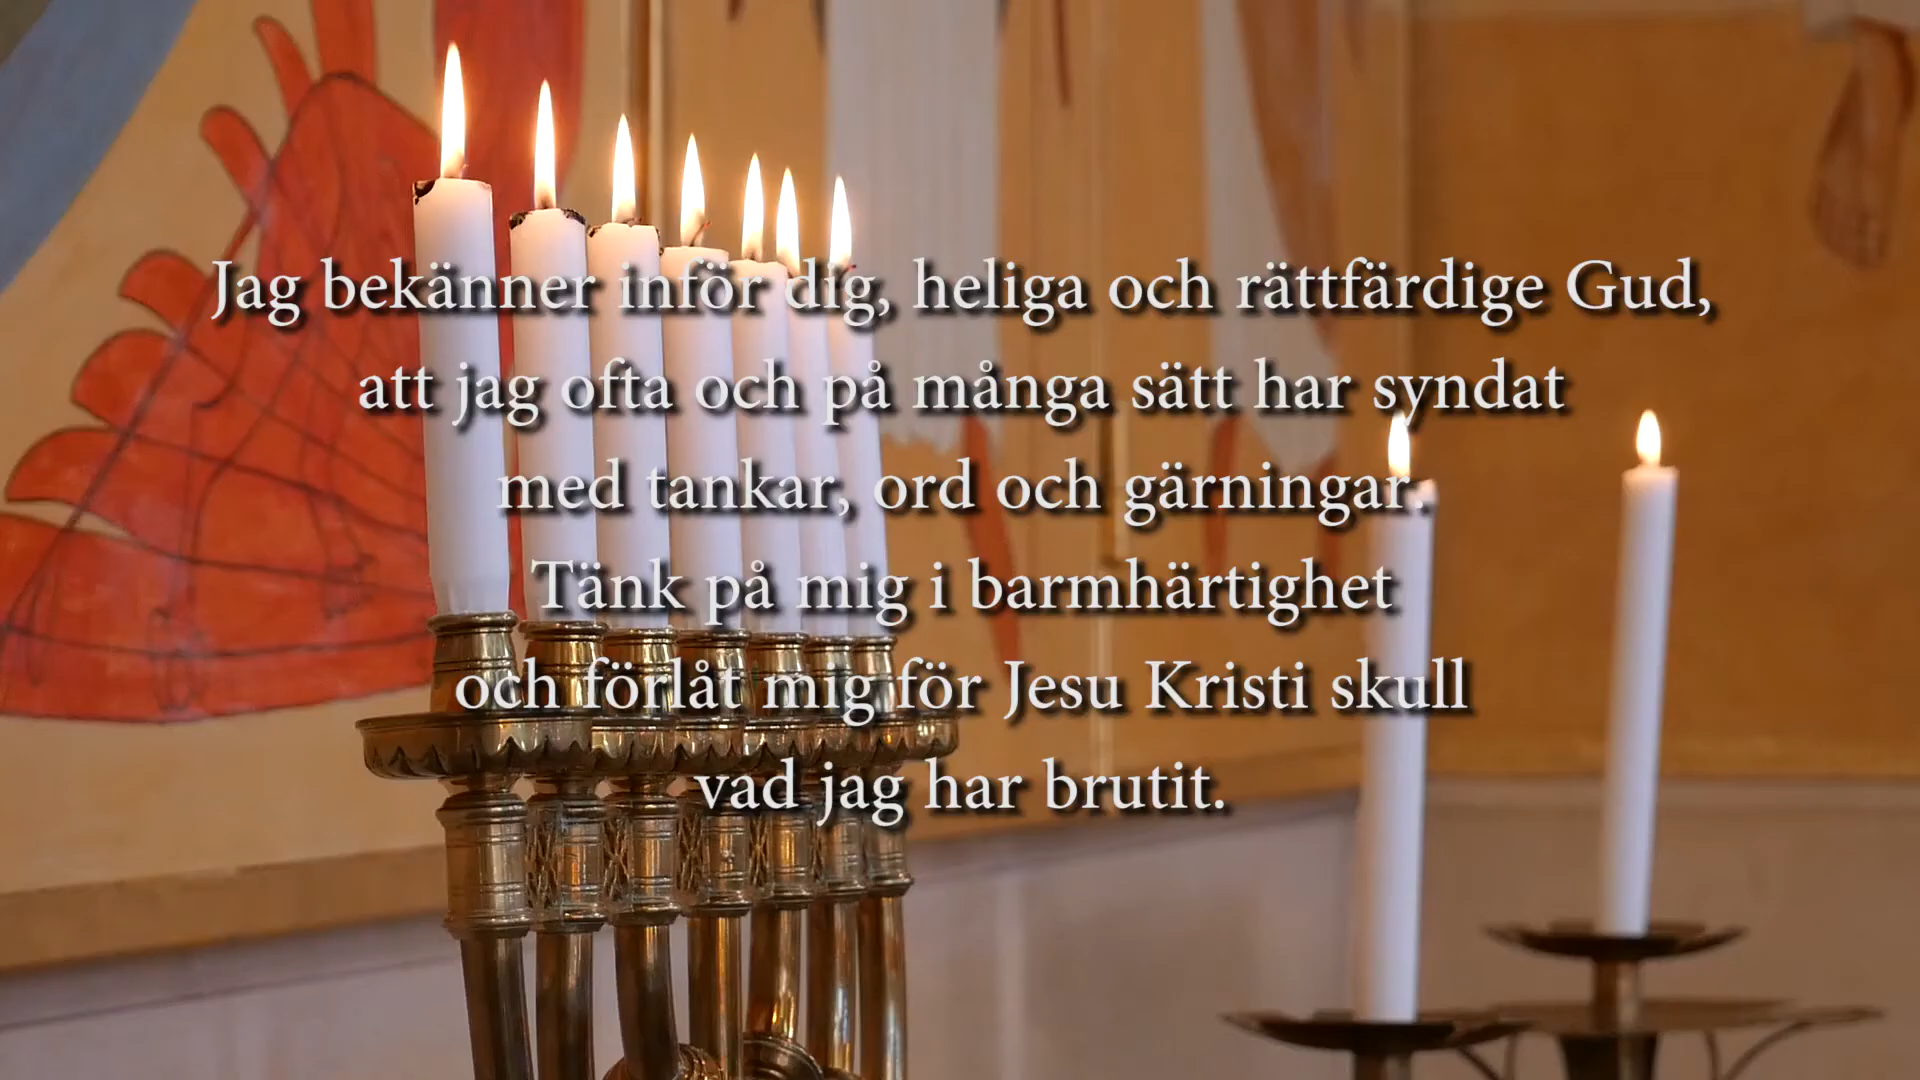 Jag bekänner inför dig, heliga och rättfärdige Gud,
att jag ofta och på många sätt har syndat
med tankar, ord och gärningar.
Tänk på mig i barmhärtighet
och förlåt mig för Jesu Kristi skull
vad jag har brutit.